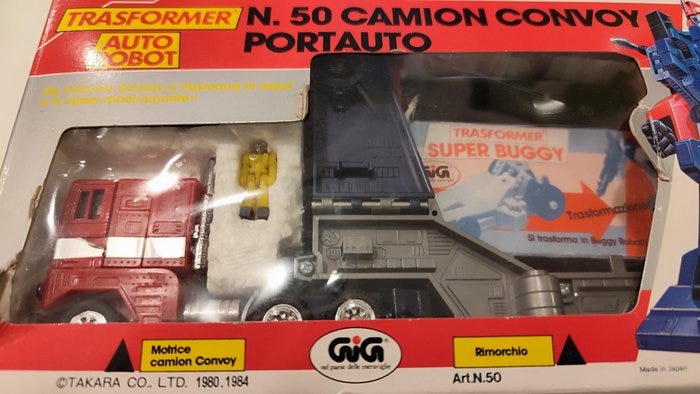 TRASFORMER
AUTO
ROBOT
N. 50 CAMION CONVOY
PORTAUTO
TRASFORMER
SUPER BUGGY
GiG
Trasformazione
Si trasforma in Buggy Robot
Motrice
camion Convoy
GiG
nel paese delle meraviglie
Rimorchio
©TAKARA CO., LTD. 1980.1984
Art.N.50
Made in Japan